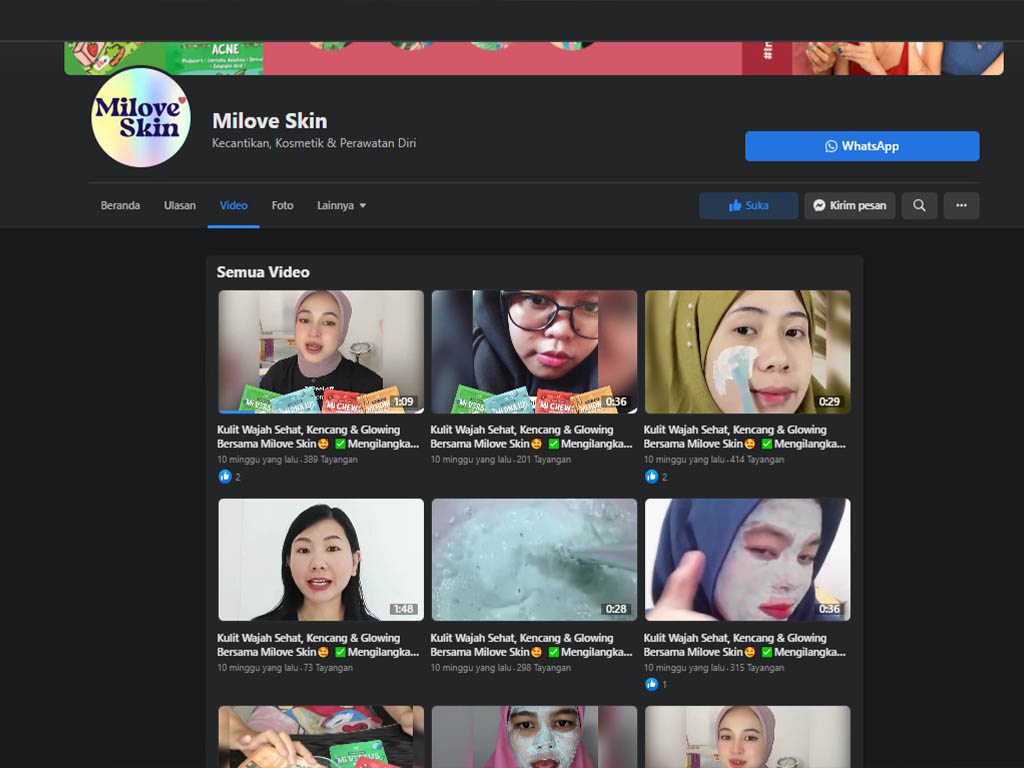 ACNE
#In
Milove
Skin
Milove Skin
Kecantikan, Kosmetik & Perawatan Diri
WhatsApp
Beranda
Ulasan
Video
Foto
Lainnya
Suka
Kirim pesan
Semua Video
MI CHEWS
1:09
MI CHEWS
0:36
0:29
Kulit Wajah Sehat, Kencang & Glowing
Bersama Milove Skin🥰 ✅ Mengilangka...
10 minggu yang lalu · 389 Tayangan
2
Kulit Wajah Sehat, Kencang & Glowing
Bersama Milove Skin🥰 ✅ Mengilangka...
10 minggu yang lalu · 201 Tayangan
Kulit Wajah Sehat, Kencang & Glowing
Bersama Milove Skin🥰 ✅ Mengilangka...
10 minggu yang lalu · 414 Tayangan
2
1:48
0:28
0:36
Kulit Wajah Sehat, Kencang & Glowing
Bersama Milove Skin🥰 ✅ Mengilangka...
10 minggu yang lalu · 73 Tayangan
Kulit Wajah Sehat, Kencang & Glowing
Bersama Milove Skin🥰 ✅ Mengilangka...
10 minggu yang lalu · 298 Tayangan
Kulit Wajah Sehat, Kencang & Glowing
Bersama Milove Skin🥰 ✅ Mengilangka...
10 minggu yang lalu · 315 Tayangan
1